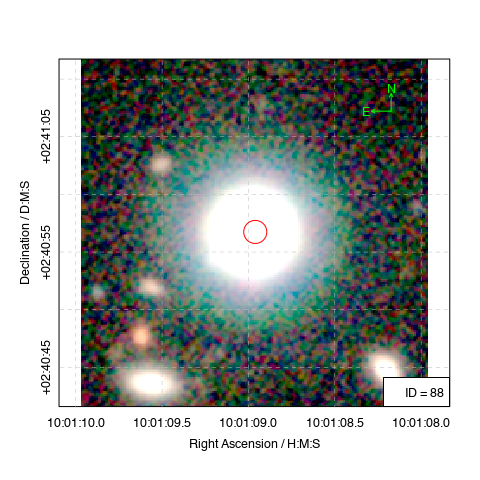 N
E
+02:41:05
+02:40:55
+02:40:45
Declination / D:M:S
ID = 88
10:01:10.0 10:01:09.5 10:01:09.0 10:01:08.5 10:01:08.0
Right Ascension / H:M:S